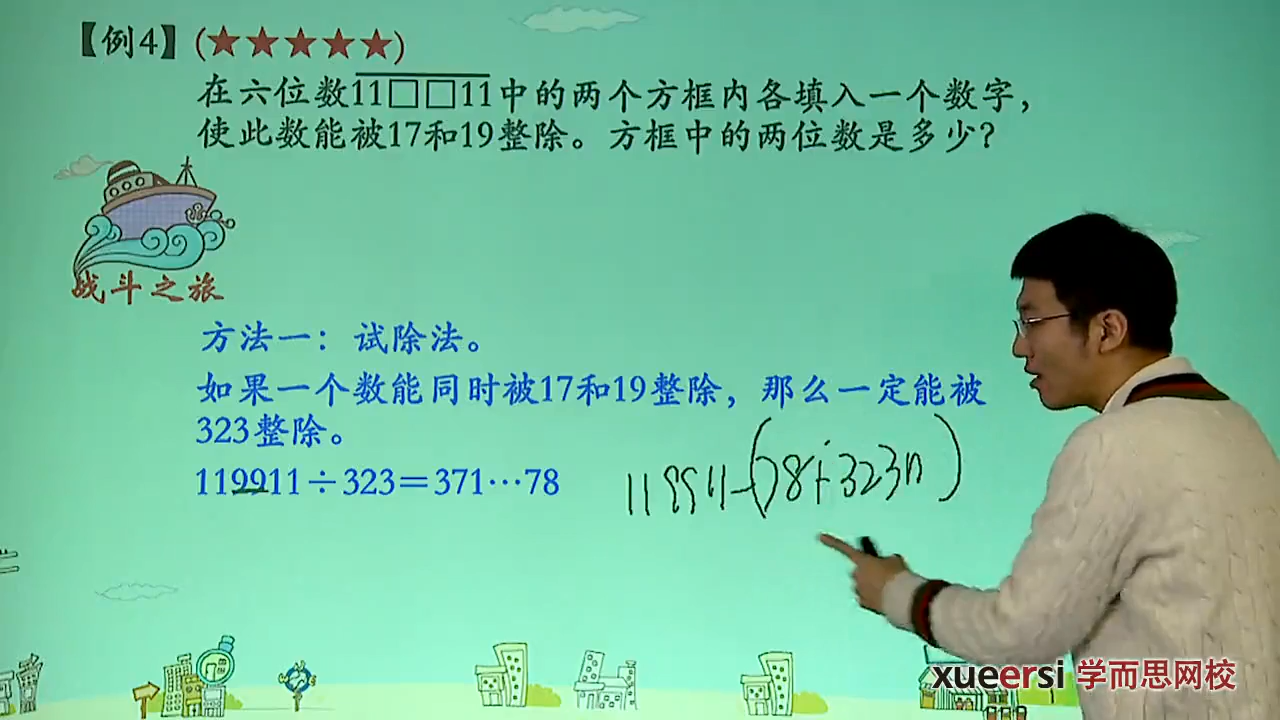 【例4】(★★★★★)
在六位数11□□11中的两个方框内各填入一个数字，
使此数能被17和19整除。方框中的两位数是多少？
战斗之旅
方法一：试除法。
如果一个数能同时被17和19整除，那么一定能被
323整除。
119911÷323=371…78
119911-(78+323n)
xueersi 学而思网校